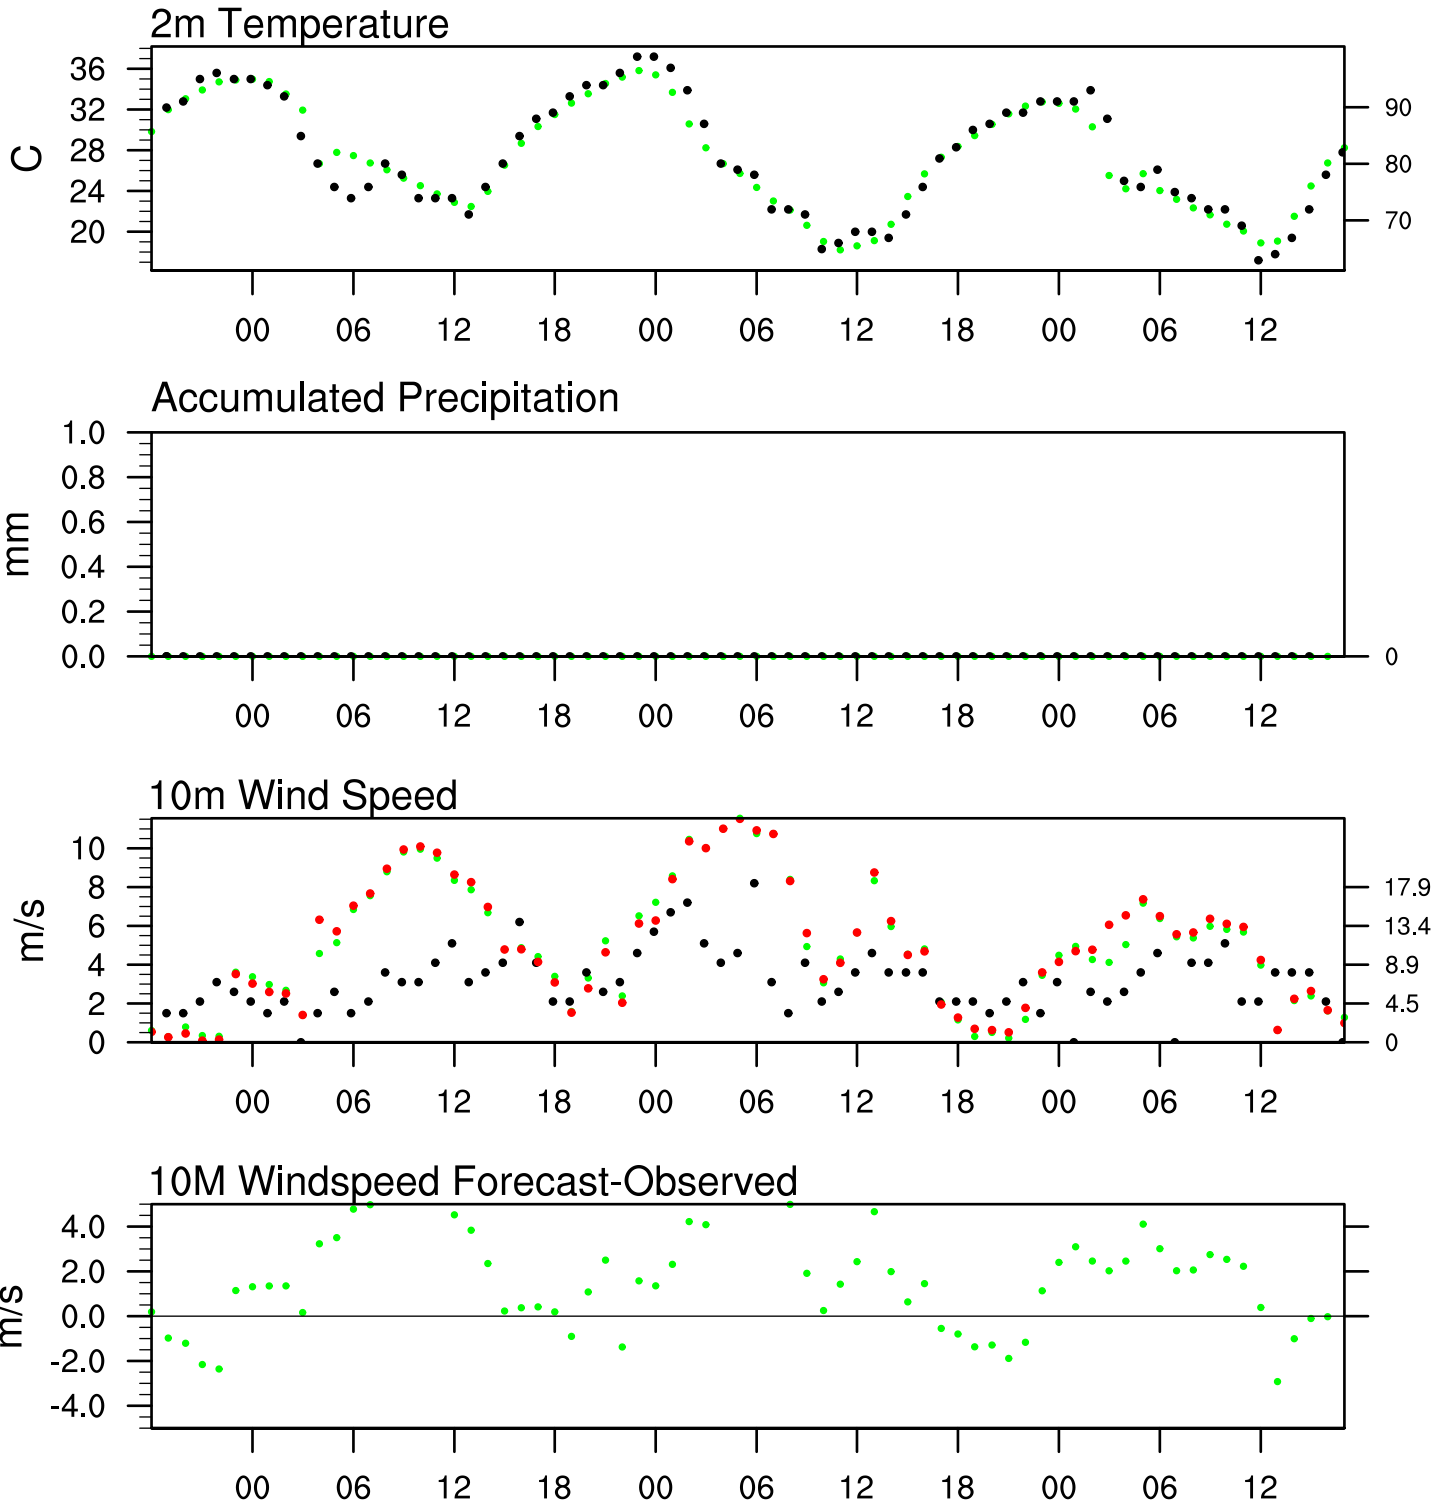 2m Temperature
C
36
32
28
24
20
90
80
70
00 06 12 18 00 06 12 18 00 06 12
Accumulated Precipitation
mm
1.0
0.8
0.6
0.4
0.2
0.0
0
00 06 12 18 00 06 12 18 00 06 12
10m Wind Speed
m/s
10
8
6
4
2
0
17.9
13.4
8.9
4.5
0
00 06 12 18 00 06 12 18 00 06 12
10M Windspeed Forecast-Observed
m/s
4.0
2.0
0.0
-2.0
-4.0
00 06 12 18 00 06 12 18 00 06 12